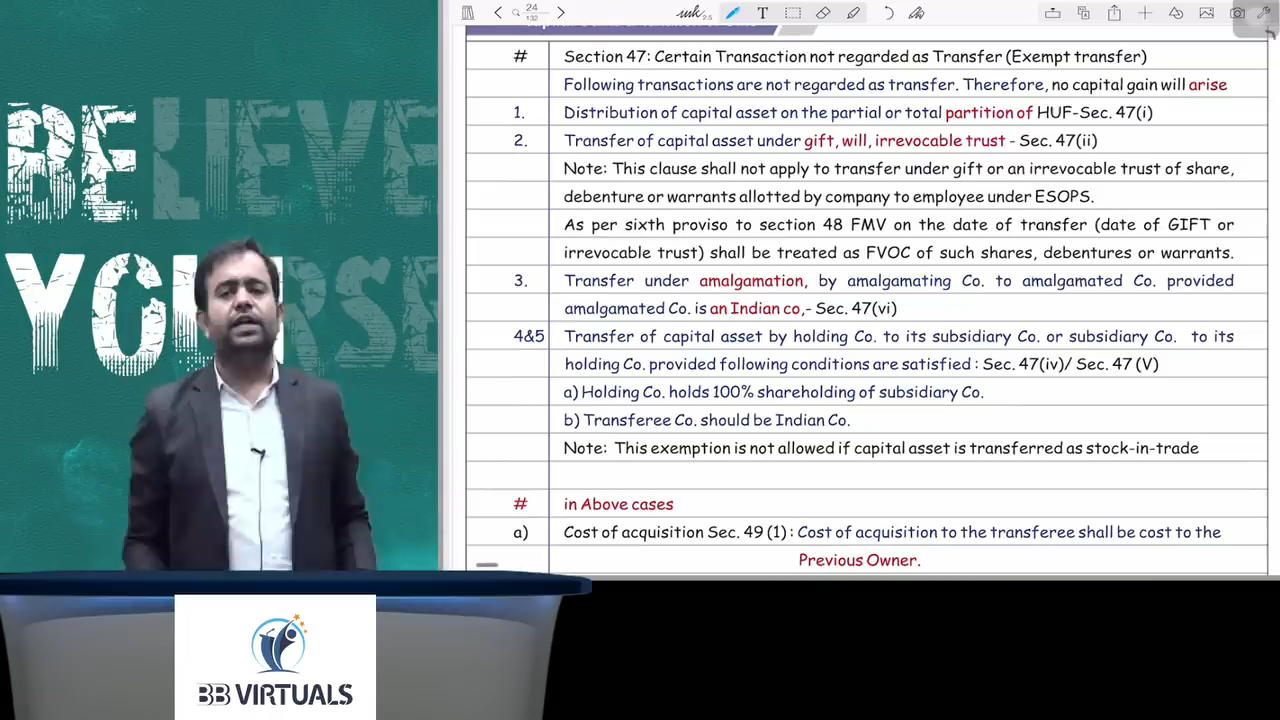 BELIEVE
YOURSE
BB VIRTUALS
24
132
2.5
T
# Section 47: Certain Transaction not regarded as Transfer (Exempt transfer)
Following transactions are not regarded as transfer. Therefore, no capital gain will arise
1. Distribution of capital asset on the partial or total partition of HUF-Sec. 47(i)
2. Transfer of capital asset under gift, will, irrevocable trust - Sec. 47(ii)
Note: This clause shall not apply to transfer under gift or an irrevocable trust of share,
debenture or warrants allotted by company to employee under ESOPS.
As per sixth proviso to section 48 FMV on the date of transfer (date of GIFT or
irrevocable trust) shall be treated as FVOC of such shares, debentures or warrants.
3. Transfer under amalgamation, by amalgamating Co. to amalgamated Co. provided
amalgamated Co. is an Indian co,- Sec. 47(vi)
4&5 Transfer of capital asset by holding Co. to its subsidiary Co. or subsidiary Co. to its
holding Co. provided following conditions are satisfied : Sec. 47(iv)/ Sec. 47 (V)
a) Holding Co. holds 100% shareholding of subsidiary Co.
b) Transferee Co. should be Indian Co.
Note: This exemption is not allowed if capital asset is transferred as stock-in-trade
# in Above cases
a) Cost of acquisition Sec. 49 (1) : Cost of acquisition to the transferee shall be cost to the
Previous Owner.